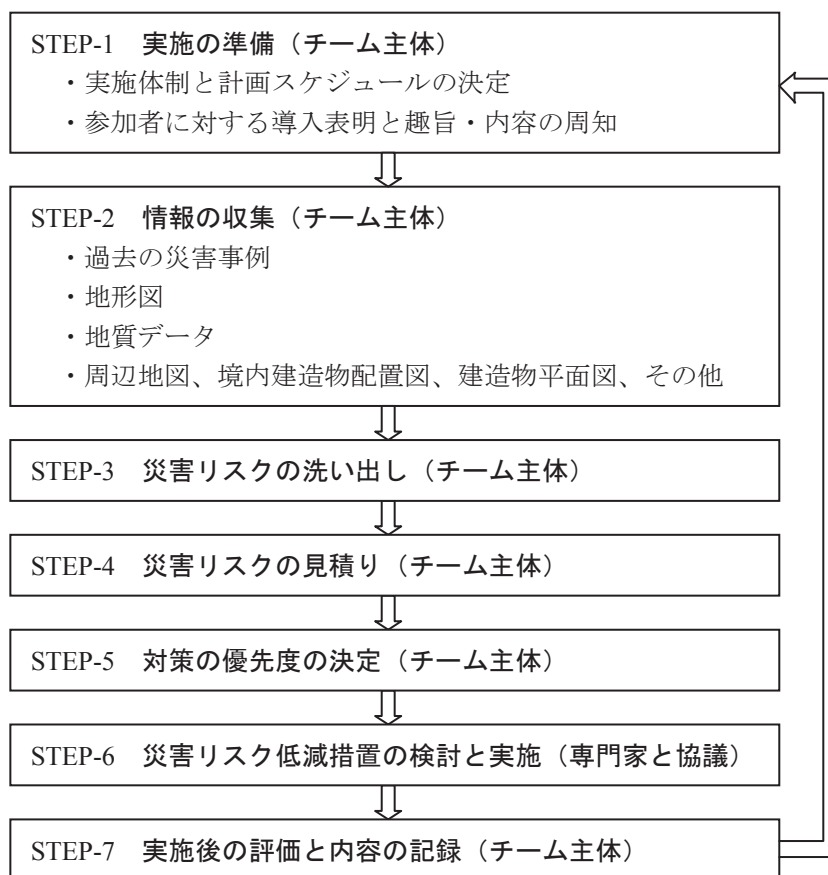 STEP-1 実施の準備（チーム主体）
・実施体制と計画スケジュールの決定
・参加者に対する導入表明と趣旨・内容の周知
STEP-2 情報の収集（チーム主体）
・過去の災害事例
・地形図
・地質データ
・周辺地図、境内建造物配置図、建造物平面図、その他
STEP-3 災害リスクの洗い出し（チーム主体）
STEP-4 災害リスクの見積り（チーム主体）
STEP-5 対策の優先度の決定（チーム主体）
STEP-6 災害リスク低減措置の検討と実施（専門家と協議）
STEP-7 実施後の評価と内容の記録（チーム主体）